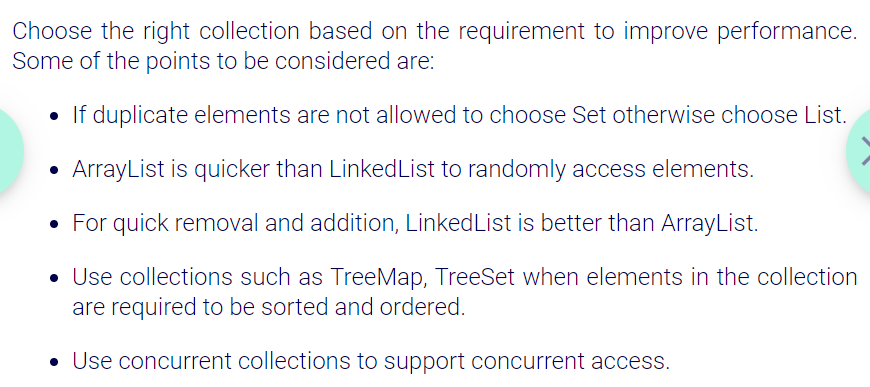 Choose the right collection based on the requirement to improve performance.
Some of the points to be considered are:
• If duplicate elements are not allowed to choose Set otherwise choose List.
• ArrayList is quicker than LinkedList to randomly access elements.
• For quick removal and addition, LinkedList is better than ArrayList.
• Use collections such as TreeMap, TreeSet when elements in the collection
are required to be sorted and ordered.
• Use concurrent collections to support concurrent access.